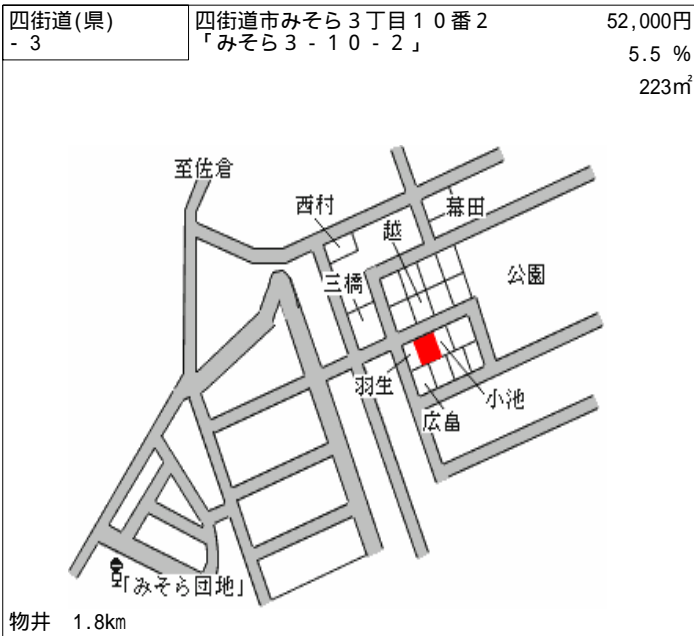 四街道(県)
- 3
四街道市みそら３丁目１０番２
「みそら３‐１０‐２」
52,000円
5.5 %
223㎡
至佐倉
西村
幕田
越
公園
三橋
羽生
小池
広畠
「みそら団地」
物井 1.8km